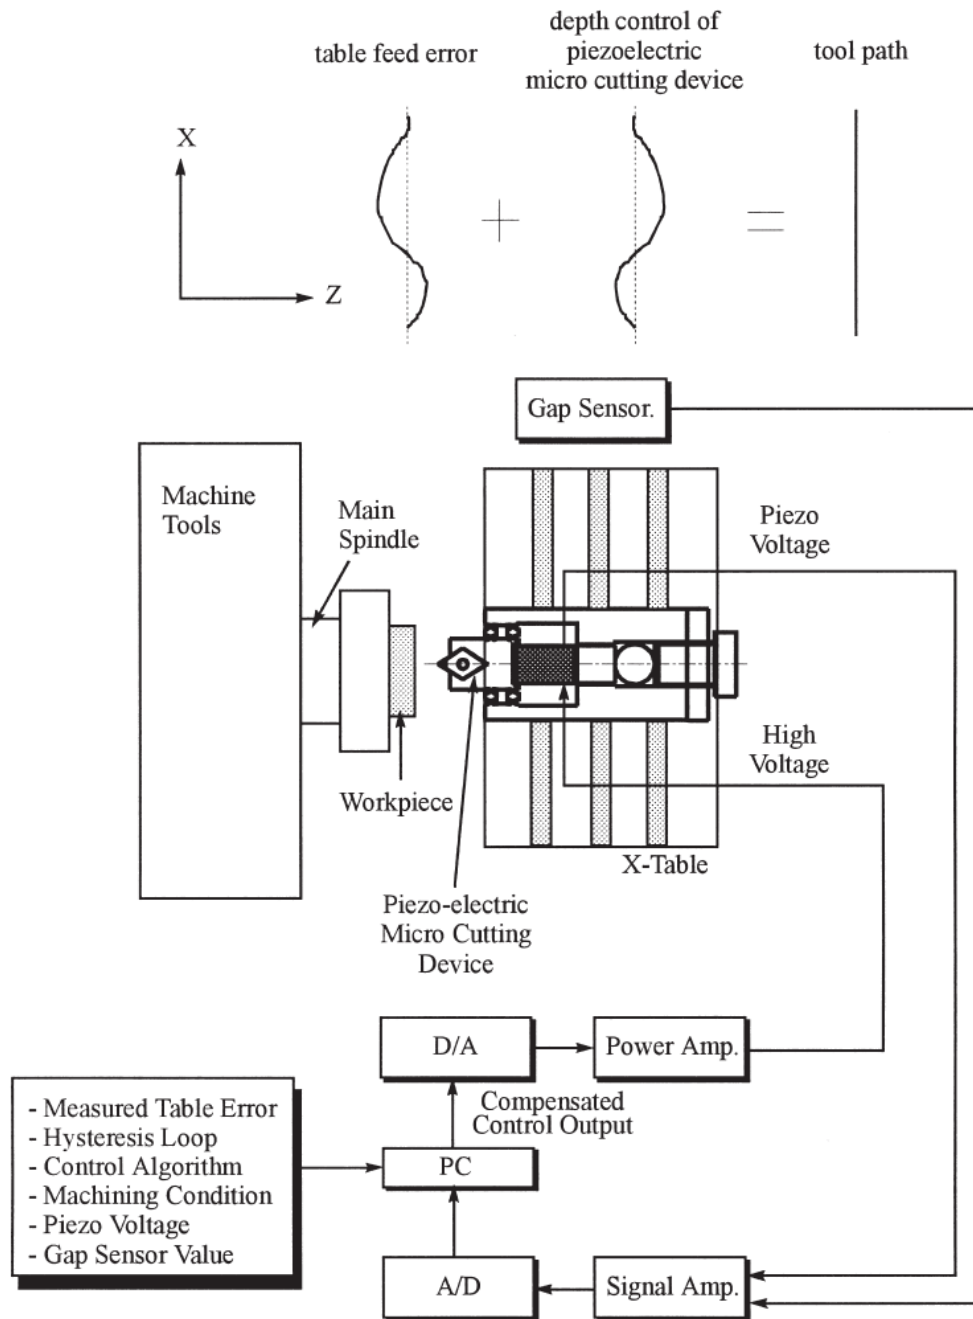 table feed error
depth control of
piezoelectric
micro cutting device
tool path
X
Z
Gap Sensor.
Machine
Tools
Main
Spindle
Piezo
Voltage
Workpiece
High
Voltage
X-Table
Piezo-electric
Micro Cutting
Device
D/A
Power Amp.
Compensated
Control Output
- Measured Table Error
- Hysteresis Loop
- Control Algorithm
- Machining Condition
- Piezo Voltage
- Gap Sensor Value
PC
A/D
Signal Amp.